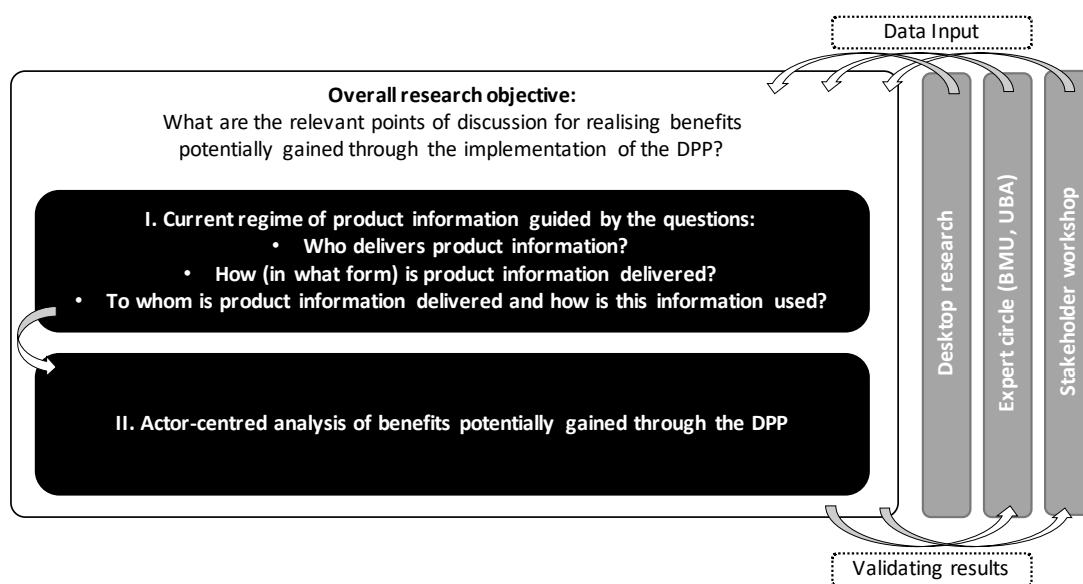 Data Input
Overall research objective:
What are the relevant points of discussion for realising benefits
potentially gained through the implementation of the DPP?
I. Current regime of product information guided by the questions:
• Who delivers product information?
• How (in what form) is product information delivered?
• To whom is product information delivered and how is this information used?
II. Actor-centred analysis of benefits potentially gained through the DPP
Desktop research
Expert circle (BMU, UBA)
Stakeholder workshop
Validating results